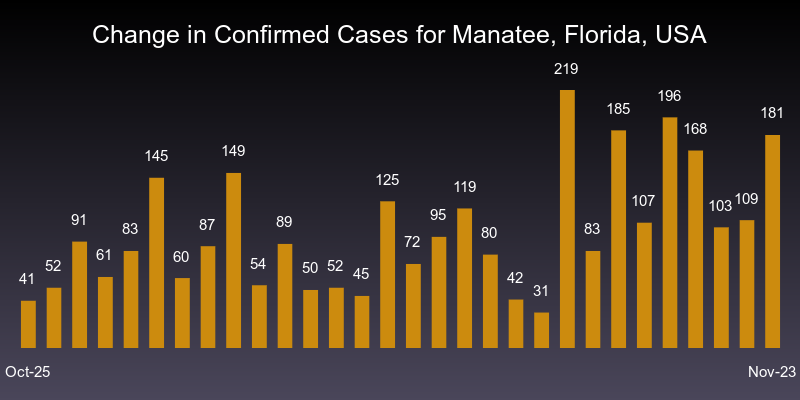 Change in Confirmed Cases for Manatee, Florida, USA
41 52 91 61 83 145 60 87 149 54 89 50 52 45 125 72 95 119 80 42 31 219 83 185 107 196 168 103 109 181
Oct-25 Nov-23